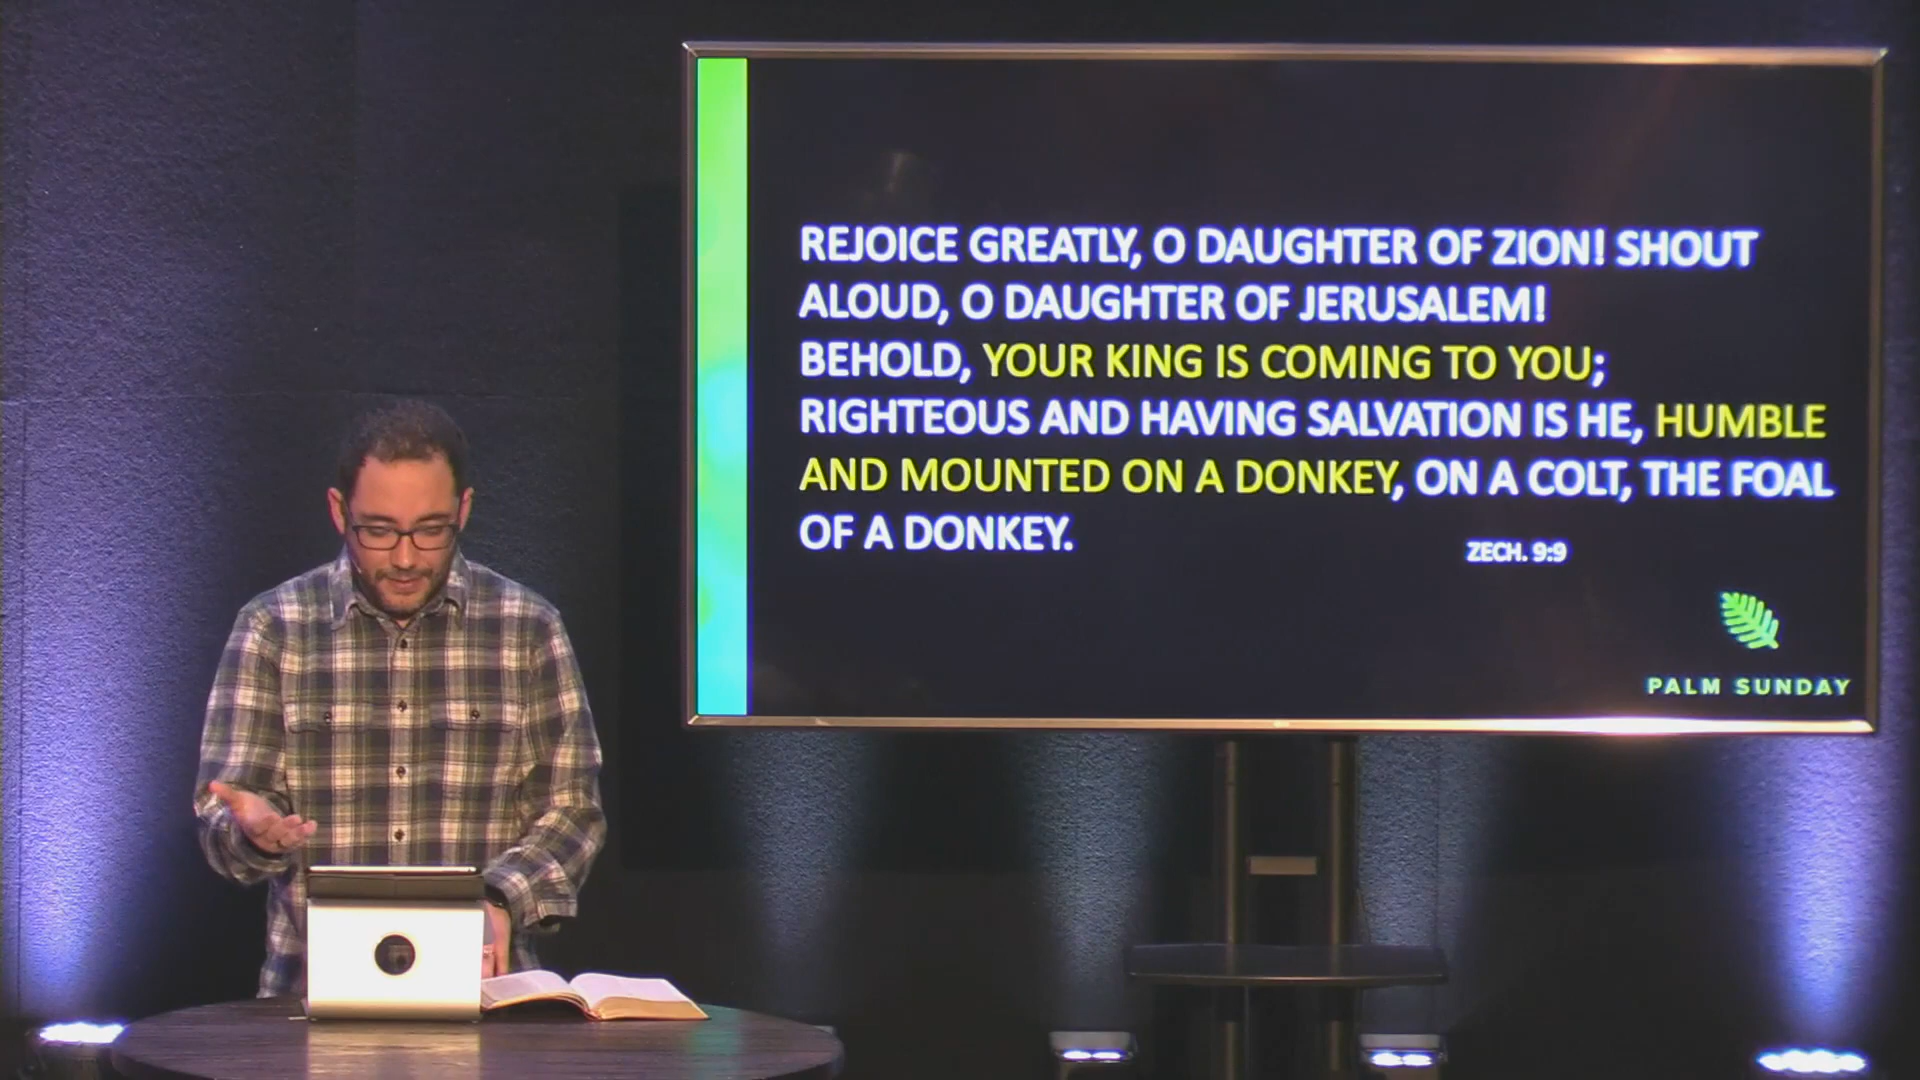 REJOICE GREATLY, O DAUGHTER OF ZION! SHOUT
ALOUD, O DAUGHTER OF JERUSALEM!
BEHOLD, YOUR KING IS COMING TO YOU;
RIGHTEOUS AND HAVING SALVATION IS HE, HUMBLE
AND MOUNTED ON A DONKEY, ON A COLT, THE FOAL
OF A DONKEY.
ZECH. 9:9
PALM SUNDAY